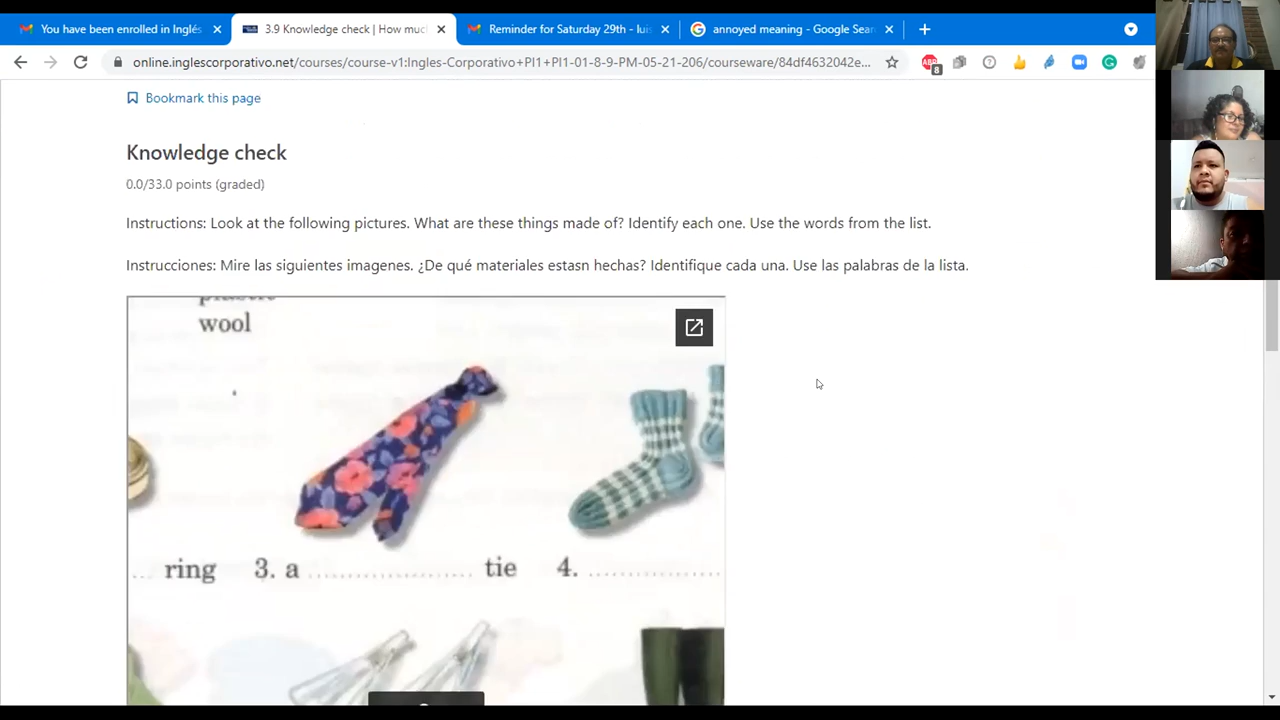 You have been enrolled in Inglés
3.9 Knowledge check | How muc
Reminder for Saturday 29th - luis
annoyed meaning - Google Sear
online.inglescorporativo.net/courses/course-v1:Ingles-Corporativo+PI1+PI1-01-8-9-PM-05-21-206/courseware/84df4632042e...
ABP
8
Bookmark this page
Knowledge check
0.0/33.0 points (graded)
Instructions: Look at the following pictures. What are these things made of? Identify each one. Use the words from the list.
Instrucciones: Mire las siguientes imagenes. ¿De qué materiales estasn hechas? Identifique cada una. Use las palabras de la lista.
plastic
wool
... ring 3. a .................... tie 4. ....................